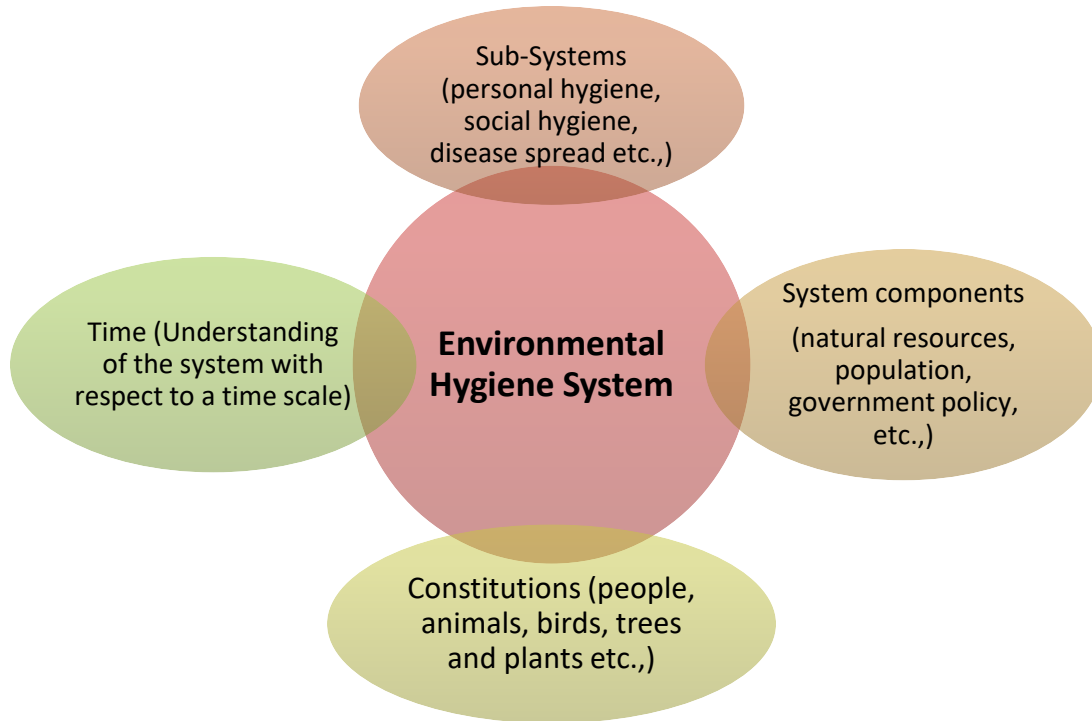 Sub-Systems
(personal hygiene,
social hygiene,
disease spread etc.,)
Time (Understanding
of the system with
respect to a time scale)
Environmental
Hygiene System
System components
(natural resources,
population,
government policy,
etc.,)
Constitutions (people,
animals, birds, trees
and plants etc.,)